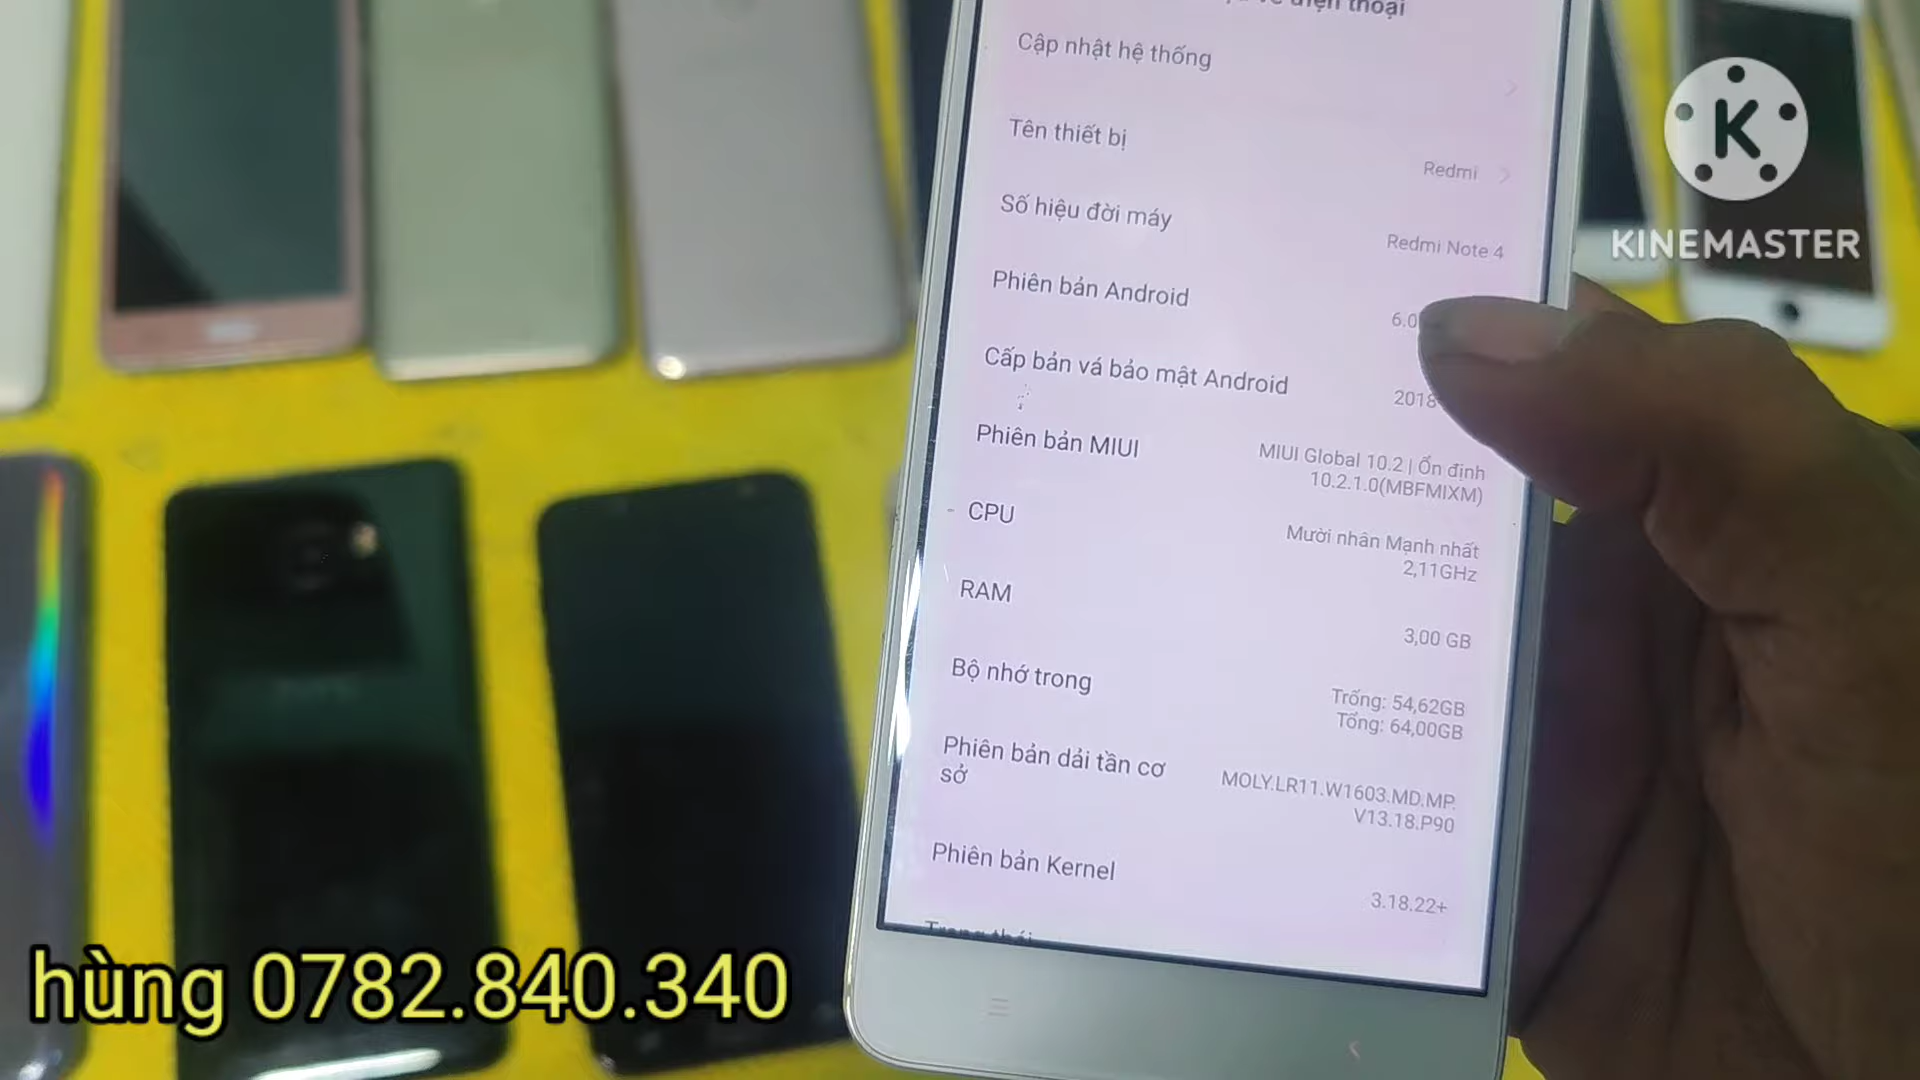 điện thoại
Cập nhật hệ thống
Tên thiết bị
Redmi
Số hiệu đời máy
Redmi Note 4
Phiên bản Android
6.0
Cấp bản vá bảo mật Android
2018
Phiên bản MIUI
MIUI Global 10.2 | Ổn định
10.2.1.0(MBFMIXM)
CPU
Mười nhân Mạnh nhất
2,11GHz
RAM
3,00 GB
Bộ nhớ trong
Trống: 54,62GB
Tổng: 64,00GB
Phiên bản dải tần cơ
sở
MOLY.LR11.W1603.MD.MP.
V13.18.P90
Phiên bản Kernel
3.18.22+
K
KINEMASTER
hùng 0782.840.340